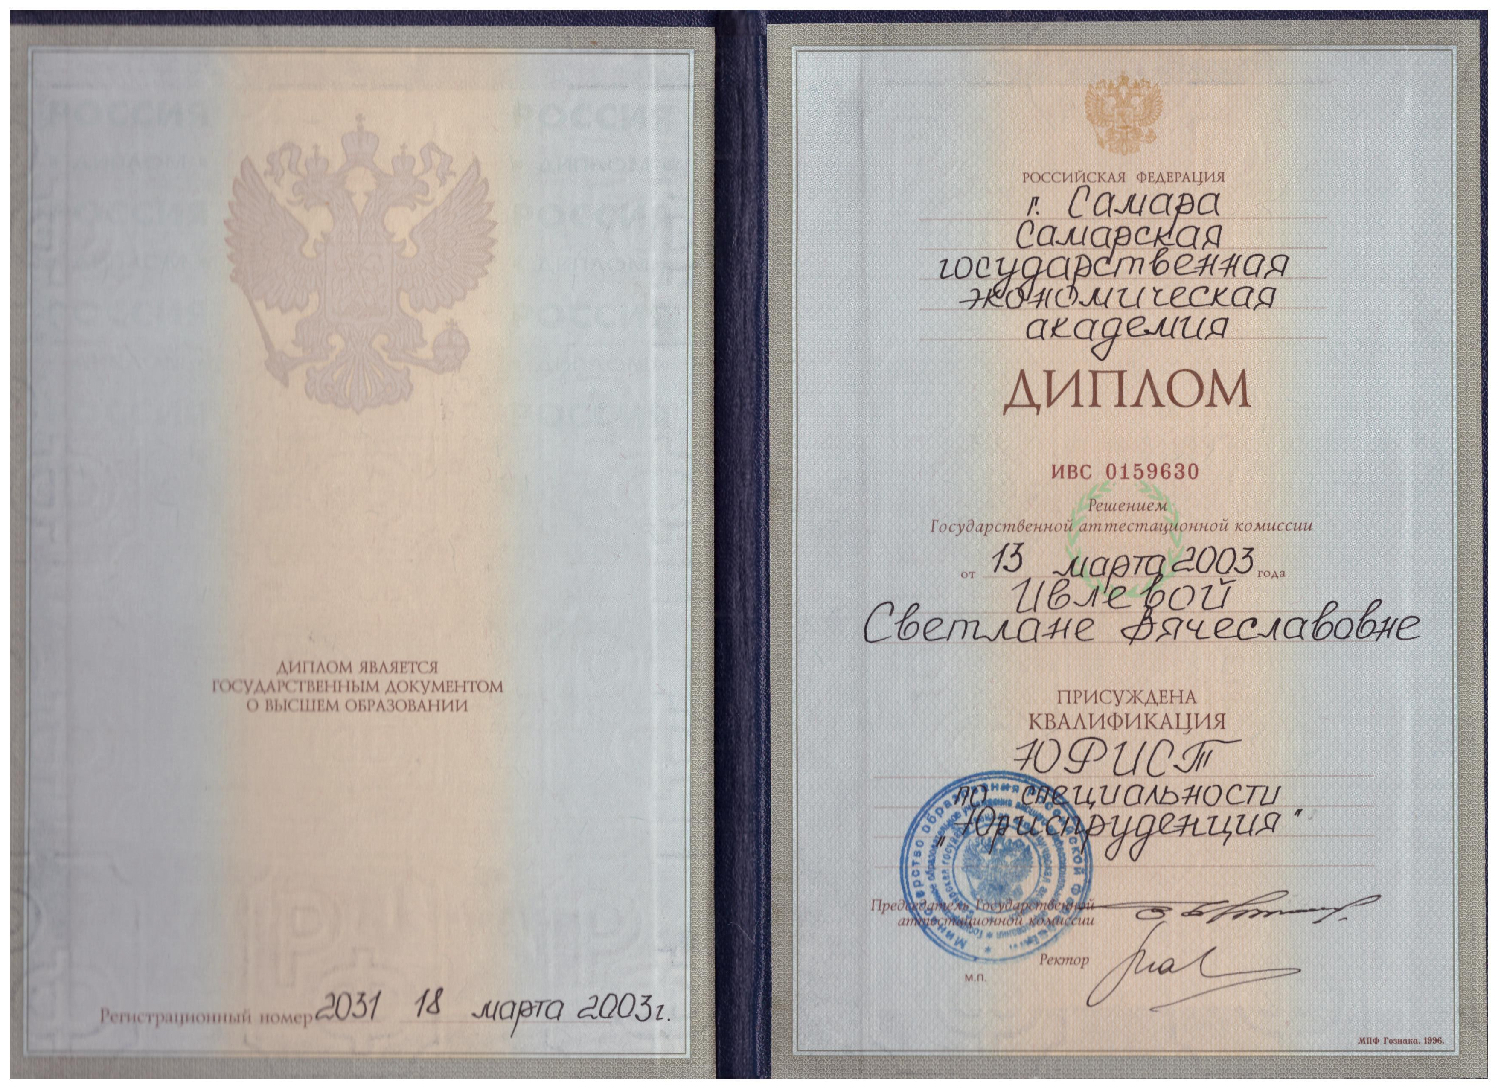 ДИПЛОМ ЯВЛЯЕТСЯ
ГОСУДАРСТВЕННЫМ ДОКУМЕНТОМ
О ВЫСШЕМ ОБРАЗОВАНИИ
Регистрационный номер 2031 18 марта 2003г.
РОССИЙСКАЯ ФЕДЕРАЦИЯ
г. Самара
Самарская
государственная
экономическая
академия
ДИПЛОМ
ИВС 0159630
Решением
Государственной аттестационной комиссии
от 13 марта 2003 года
Ивлевой
Светлане Вячеславовне
ПРИСУЖДЕНА
КВАЛИФИКАЦИЯ
ЮРИСТ
по специальности
„Юриспруденция"
Председатель Государственной
аттестационной комиссии
Ректор
М.П.
МПФ Гознака. 1996.